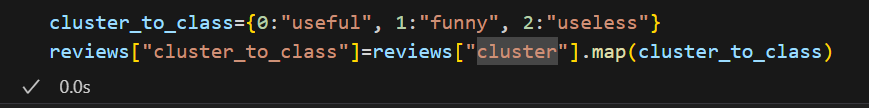 cluster_to_class={0:"useful", 1:"funny", 2:"useless"}
reviews["cluster_to_class"]=reviews["cluster"].map(cluster_to_class)
0.0s